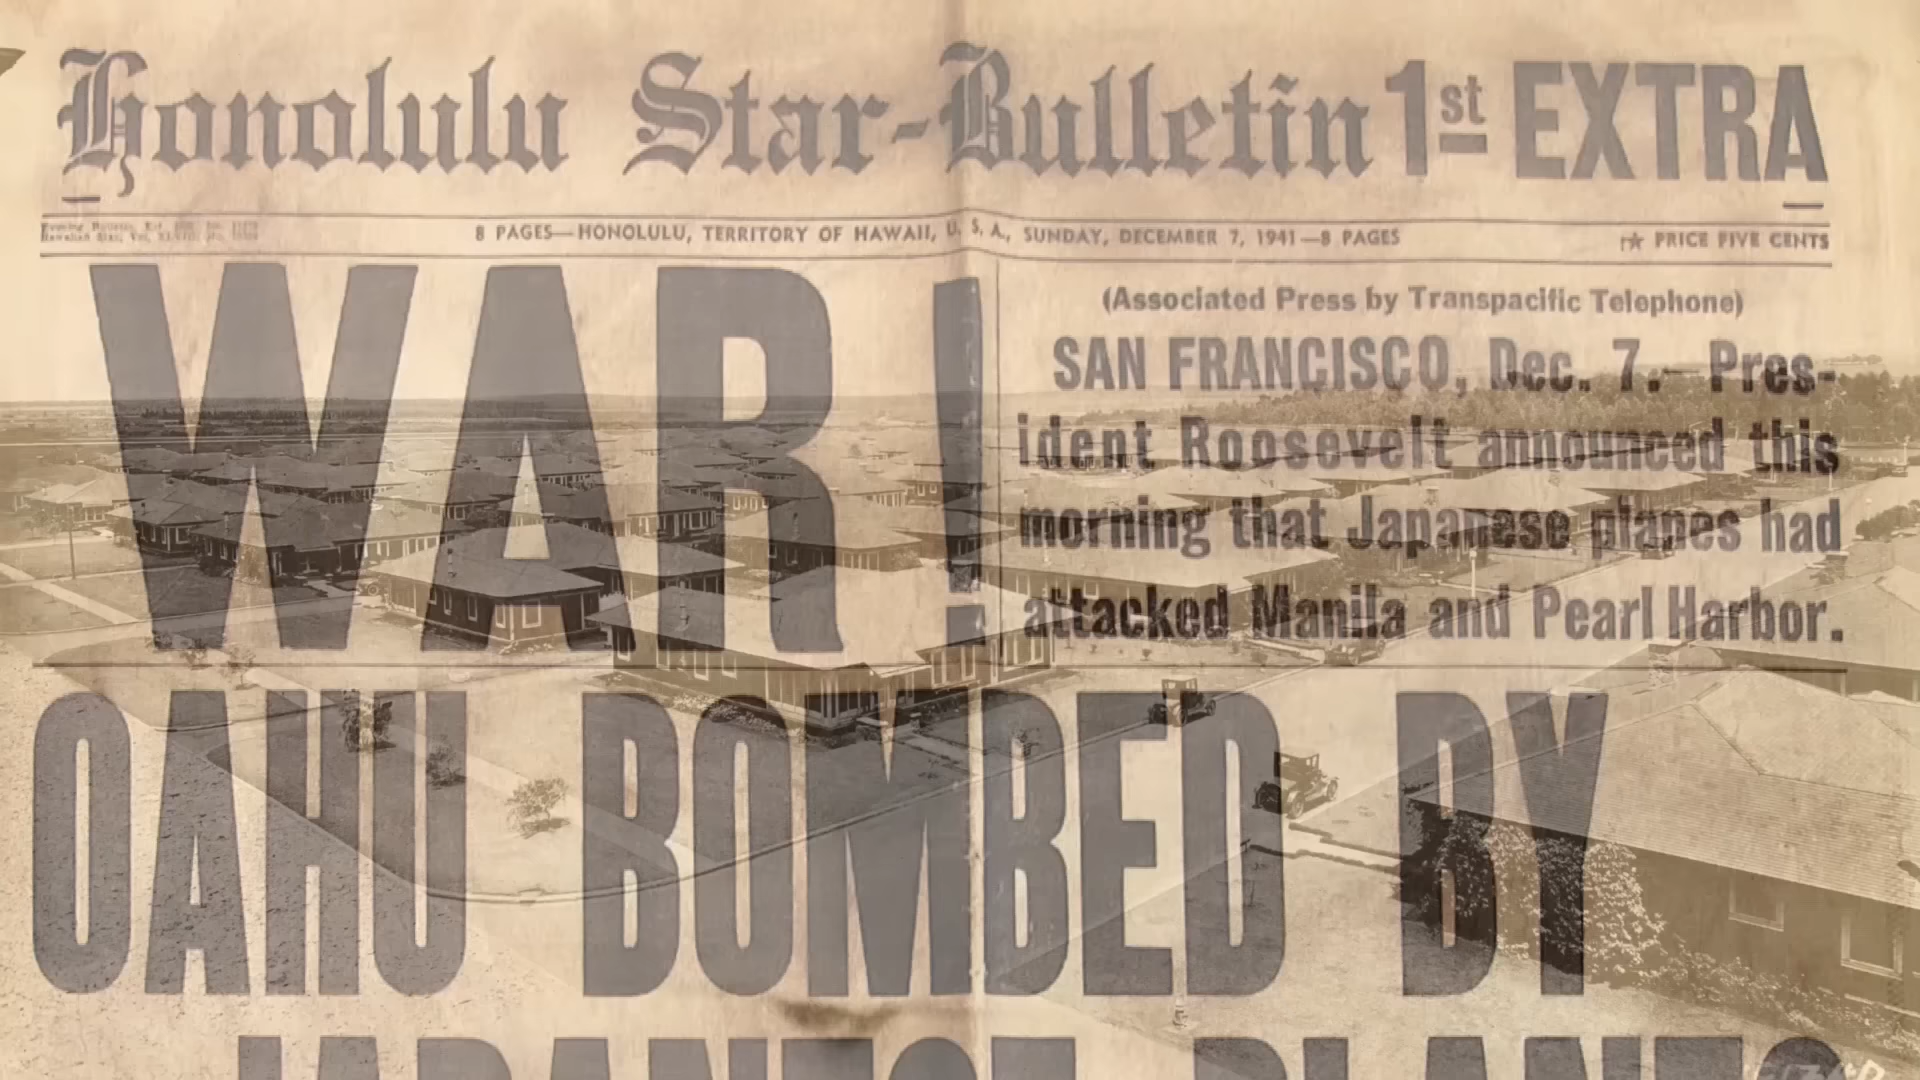 Honolulu Star-Bulletin 1st EXTRA
8 PAGES—HONOLULU, TERRITORY OF HAWAII, U. S. A., SUNDAY, DECEMBER 7, 1941—8 PAGES
★ PRICE FIVE CENTS
WAR!
(Associated Press by Transpacific Telephone)
SAN FRANCISCO, Dec. 7.—Pres-
ident Roosevelt announced this
morning that Japanese planes had
attacked Manila and Pearl Harbor.
OAHU BOMBED BY
JAPANESE PLANES